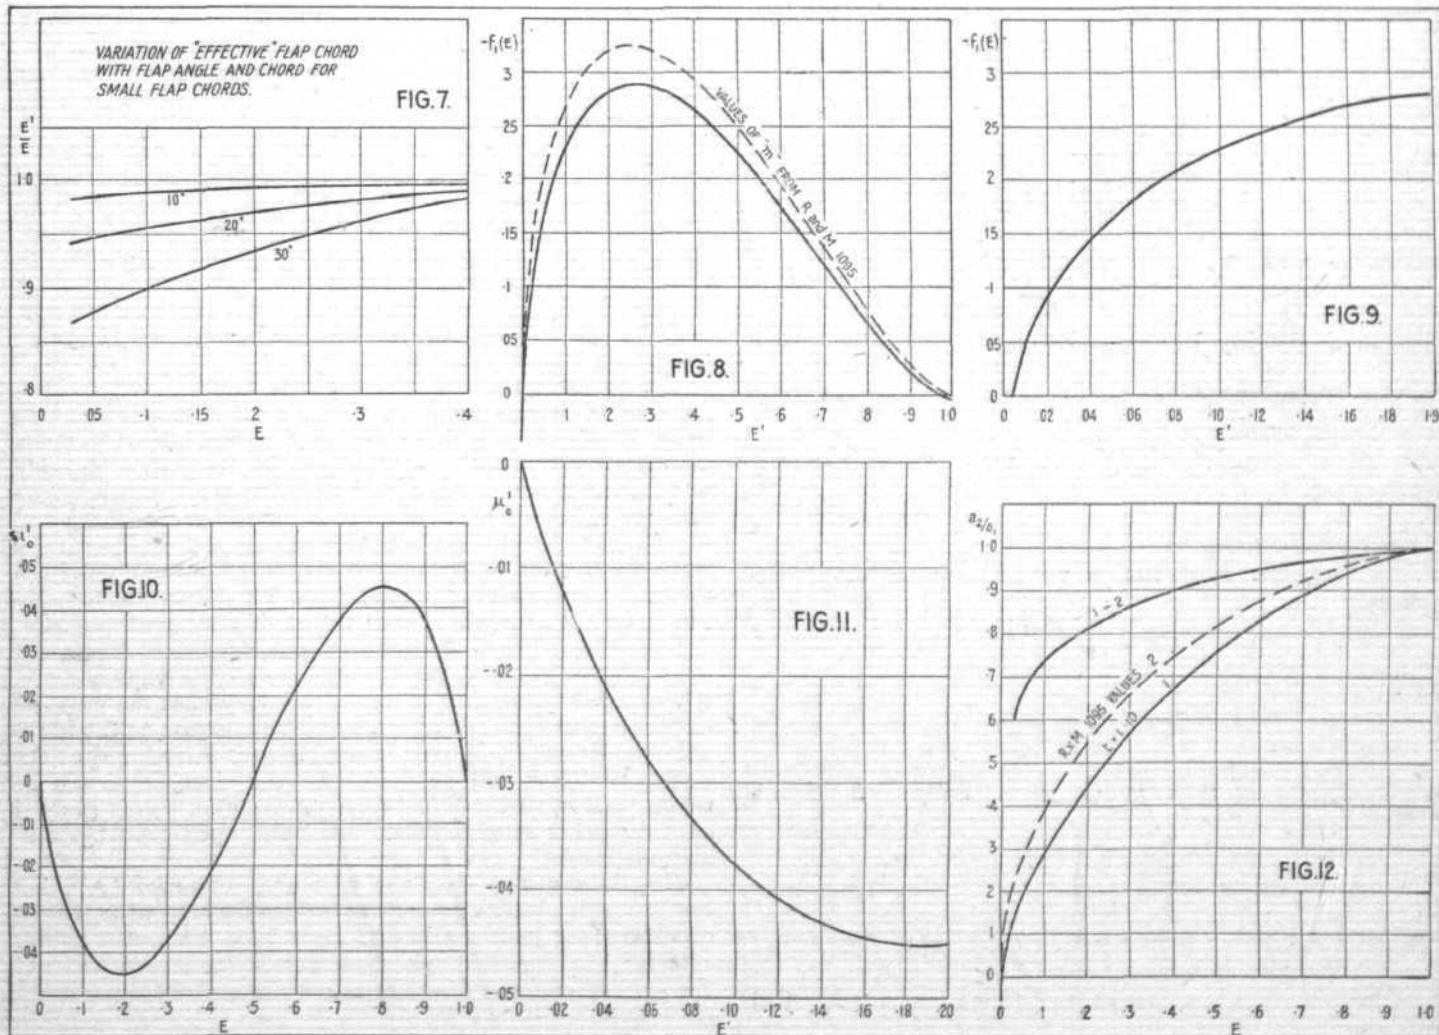 VARIATION OF "EFFECTIVE" FLAP CHORD
WITH FLAP ANGLE AND CHORD FOR
SMALL FLAP CHORDS.
FIG.7.
1·0
·9
·8
10°
20°
30°
0 ·05 ·1 ·15 ·2 ·3 ·4
E
-f₁(E)
·3
·25
·2
·15
·1
·05
0
VALUES OF "m" FROM R and M 1095
FIG.8.
·1 ·2 ·3 ·4 ·5 ·6 ·7 ·8 ·9 1·0
E'
-f₁(E)
·3
·25
·2
·15
·1
·05
0
FIG.9.
·02 ·04 ·06 ·08 ·10 ·12 ·14 ·16 ·18 1·9
E'
FIG.10.
·05
·04
·03
·02
·01
0
-·01
-·02
-·03
-·04
0 ·1 ·2 ·3 ·4 ·5 ·6 ·7 ·8 ·9 1·0
E
μ'₀
0
-·01
-·02
-·03
-·04
-·05
FIG.11.
0 ·02 ·04 ·06 ·08 ·10 ·12 ·14 ·16 ·18 ·20
E'
a₂/a₁
1·0
·9
·8
·7
·6
·5
·4
·3
·2
·1
0
1-2
R×M 1095 VALUES 2
t×1·10 1
FIG.12.
0 ·1 ·2 ·3 ·4 ·5 ·6 ·7 ·8 ·9 1·0
E